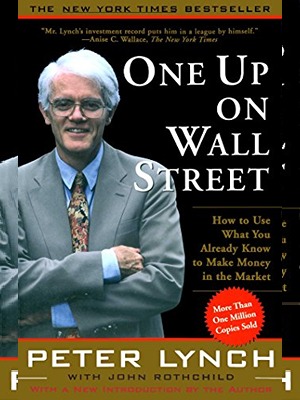 THE NEW YORK TIMES BESTSELLER
"Mr. Lynch's investment record puts him in a league by himself."
—Anise C. Wallace, The New York Times
ONE UP
ON
WALL
STREET
How to Use
What You
Already Know
to Make Money
in the Market
More Than
One Million
Copies Sold
PETER LYNCH
WITH JOHN ROTHCHILD
With a New Introduction by the Author